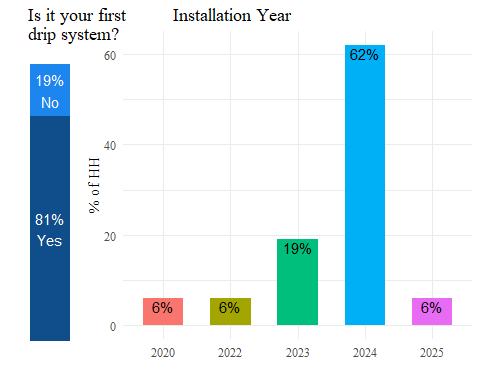 Is it your first
drip system?
Installation Year
19%
No
81%
Yes
% of HH
60
40
20
0
6%
6%
19%
62%
6%
2020
2022
2023
2024
2025